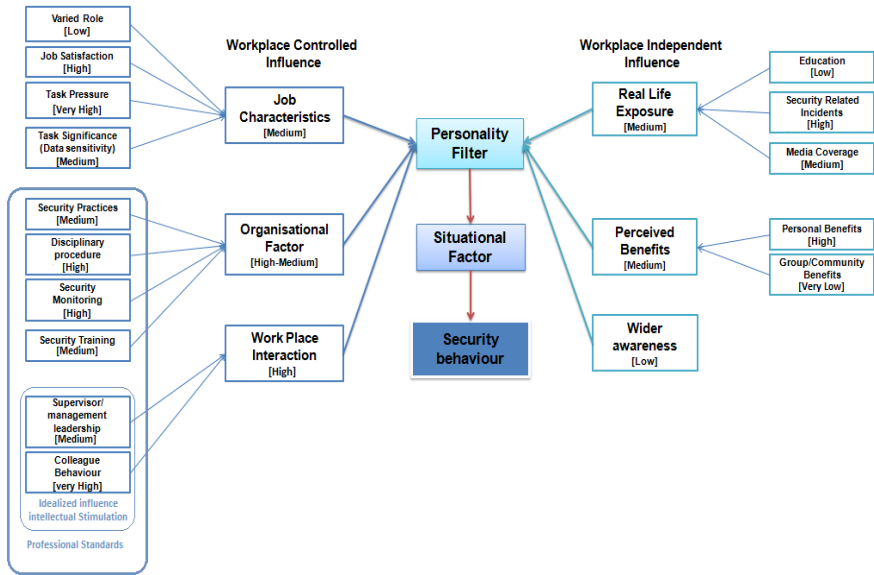 Varied Role
[Low]
Job Satisfaction
[High]
Task Pressure
[Very High]
Task Significance
(Data sensitivity)
[Medium]
Security Practices
[Medium]
Disciplinary
procedure
[High]
Security
Monitoring
[High]
Security Training
[Medium]
Supervisor/
management
leadership
[Medium]
Colleague
Behaviour
[very High]
Idealized influence
intellectual Stimulation
Professional Standards
Workplace Controlled
Influence
Job
Characteristics
[Medium]
Organisational
Factor
[High-Medium]
Work Place
Interaction
[High]
Personality
Filter
Situational
Factor
Security
behaviour
Workplace Independent
Influence
Real Life
Exposure
[Medium]
Perceived
Benefits
[Medium]
Wider
awareness
[Low]
Education
[Low]
Security Related
Incidents
[High]
Media Coverage
[Medium]
Personal Benefits
[High]
Group/Community
Benefits
[Very Low]